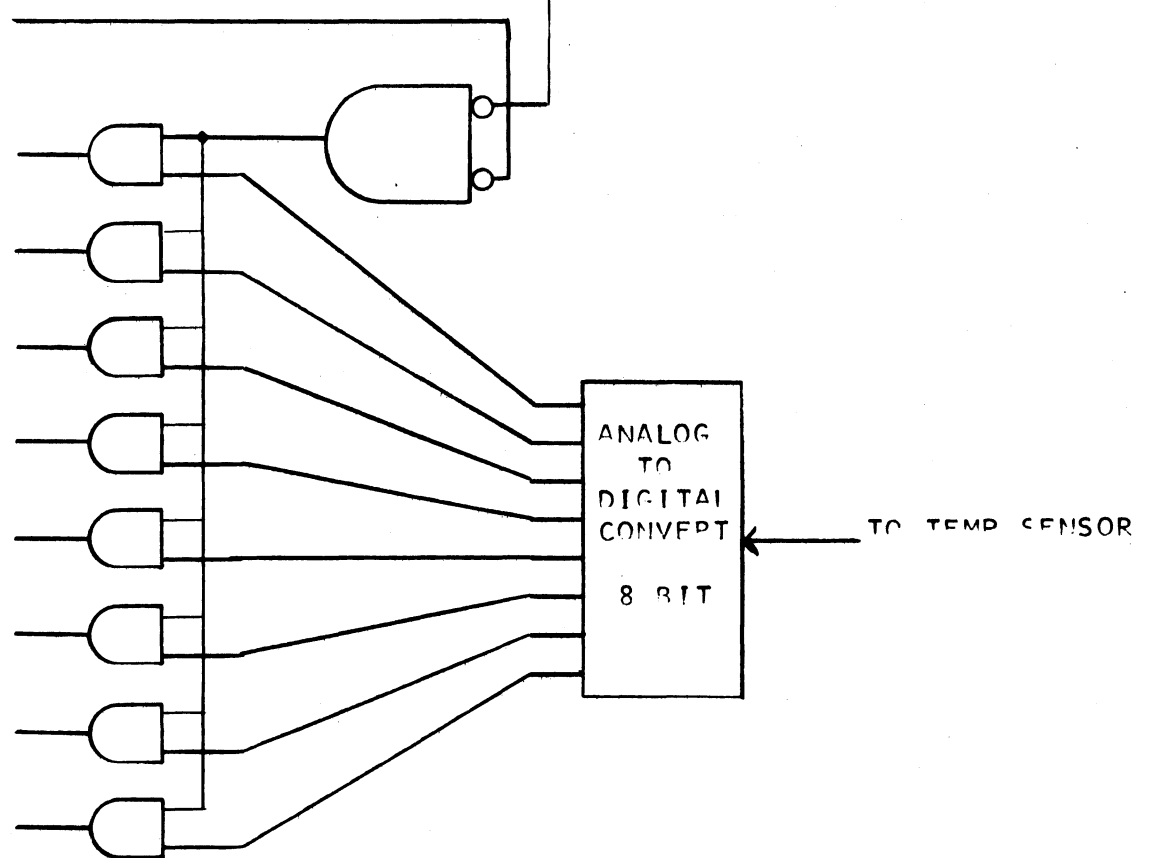 ANALOG
TO
DIGITAL
CONVERT
8 BIT
TO TEMP SENSOR